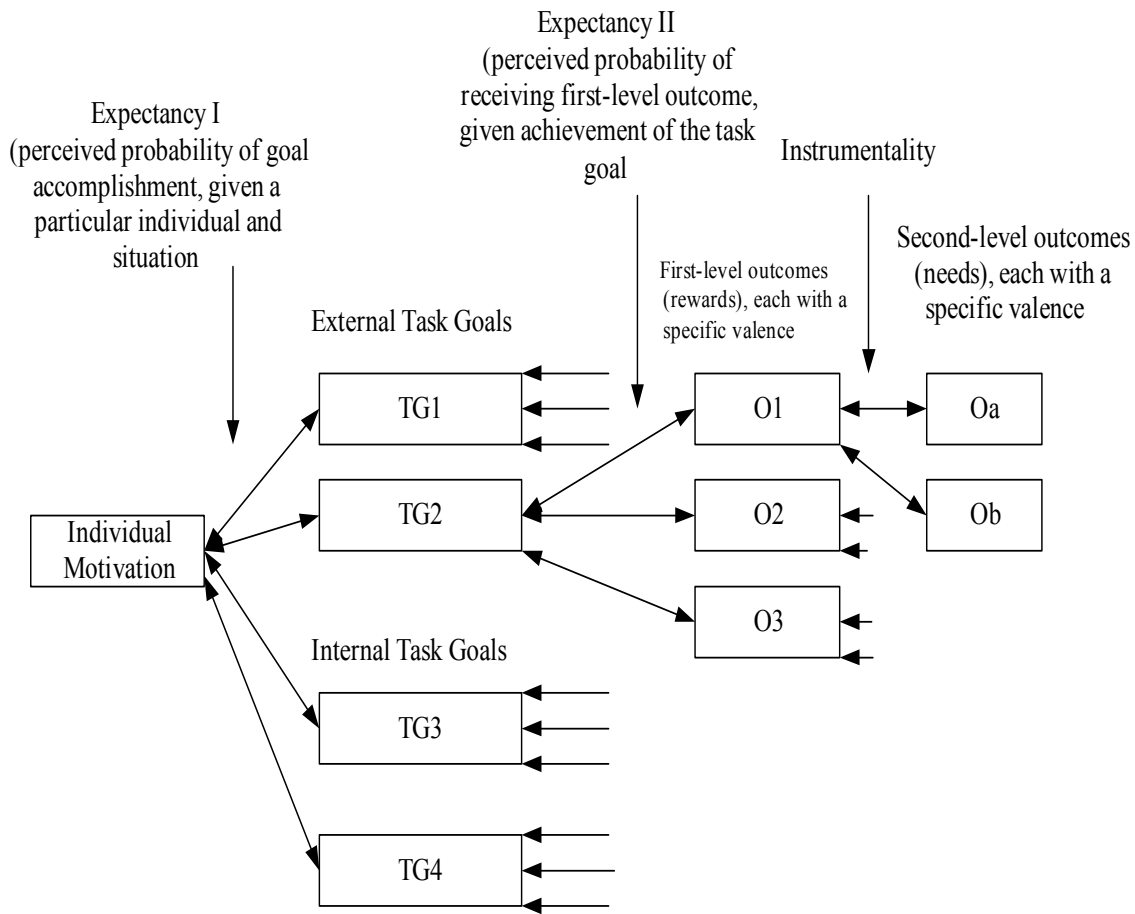 Expectancy I
(perceived probability of goal
accomplishment, given a
particular individual and
situation
Expectancy II
(perceived probability of
receiving first-level outcome,
given achievement of the task
goal
Instrumentality
Second-level outcomes
(needs), each with a
specific valence
First-level outcomes
(rewards), each with a
specific valence
External Task Goals
TG1
O1
Oa
TG2
O2
Ob
Individual
Motivation
O3
Internal Task Goals
TG3
TG4